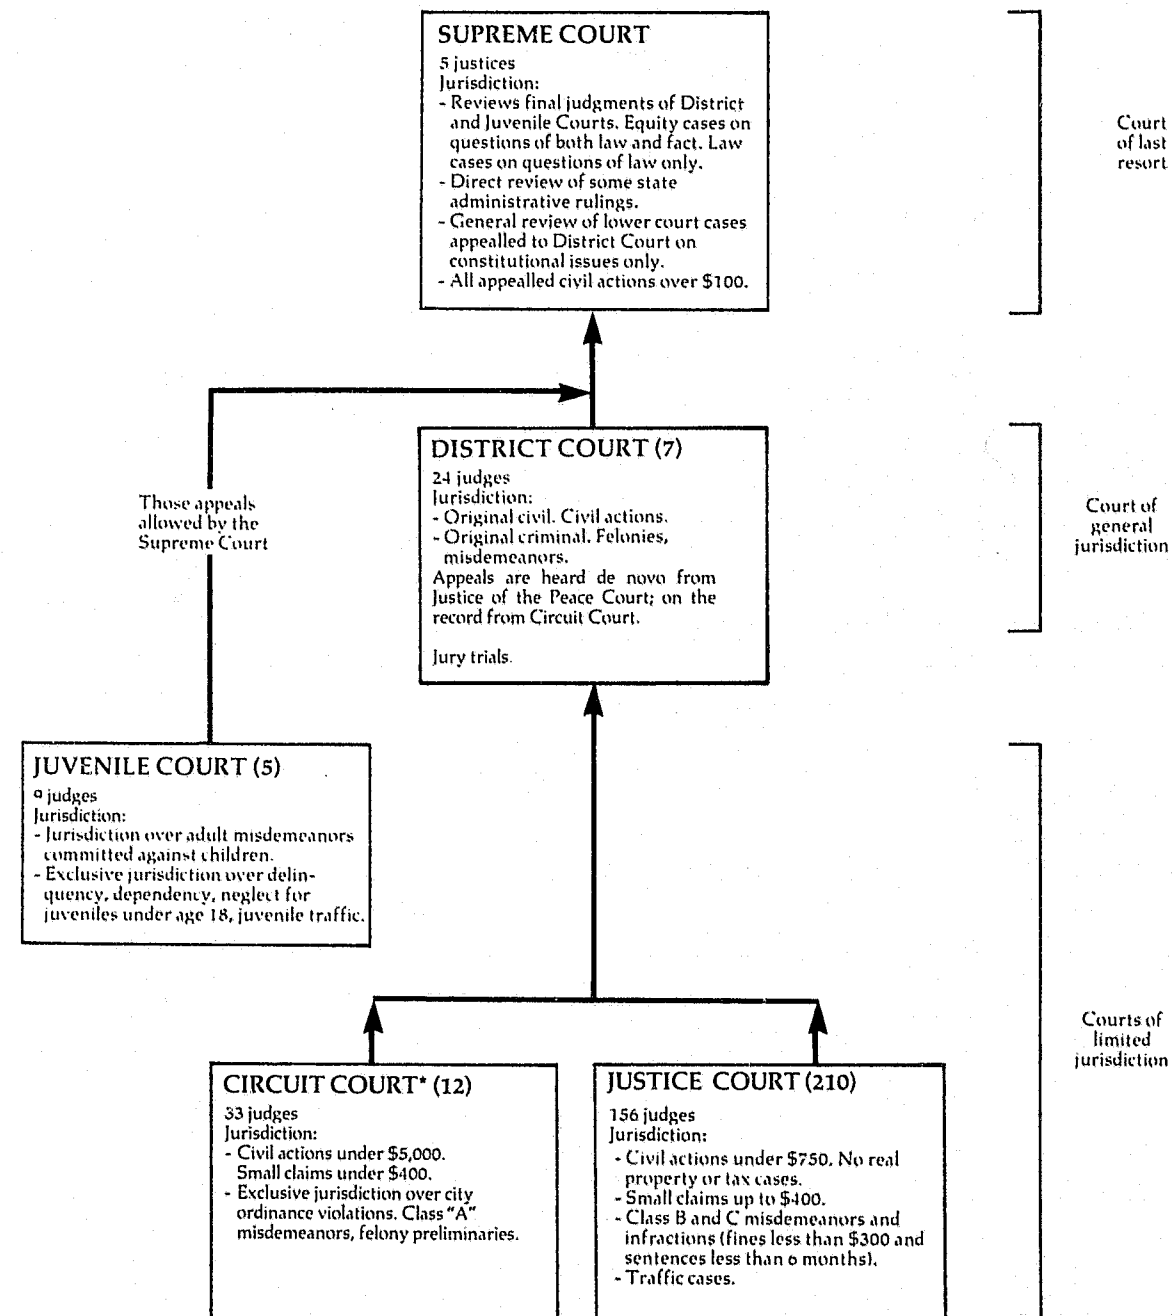 SUPREME COURT
5 justices
Jurisdiction:
- Reviews final judgments of District
and Juvenile Courts. Equity cases on
questions of both law and fact. Law
cases on questions of law only.
- Direct review of some state
administrative rulings.
- General review of lower court cases
appealled to District Court on
constitutional issues only.
- All appealled civil actions over $100.
Court
of last
resort
DISTRICT COURT (7)
24 judges
Jurisdiction:
- Original civil. Civil actions.
- Original criminal. Felonies,
misdemeanors.
Appeals are heard de novo from
Justice of the Peace Court; on the
record from Circuit Court.
Jury trials.
Court of
general
jurisdiction
Those appeals
allowed by the
Supreme Court
JUVENILE COURT (5)
9 judges
Jurisdiction:
- Jurisdiction over adult misdemeanors
committed against children.
- Exclusive jurisdiction over delin-
quency, dependency, neglect for
juveniles under age 18, juvenile traffic.
Courts of
limited
jurisdiction
CIRCUIT COURT* (12)
33 judges
Jurisdiction:
- Civil actions under $5,000.
Small claims under $400.
- Exclusive jurisdiction over city
ordinance violations. Class "A"
misdemeanors, felony preliminaries.
JUSTICE COURT (210)
156 judges
Jurisdiction:
- Civil actions under $750. No real
property or tax cases.
- Small claims up to $400.
- Class B and C misdemeanors and
infractions (fines less than $300 and
sentences less than 6 months).
- Traffic cases.